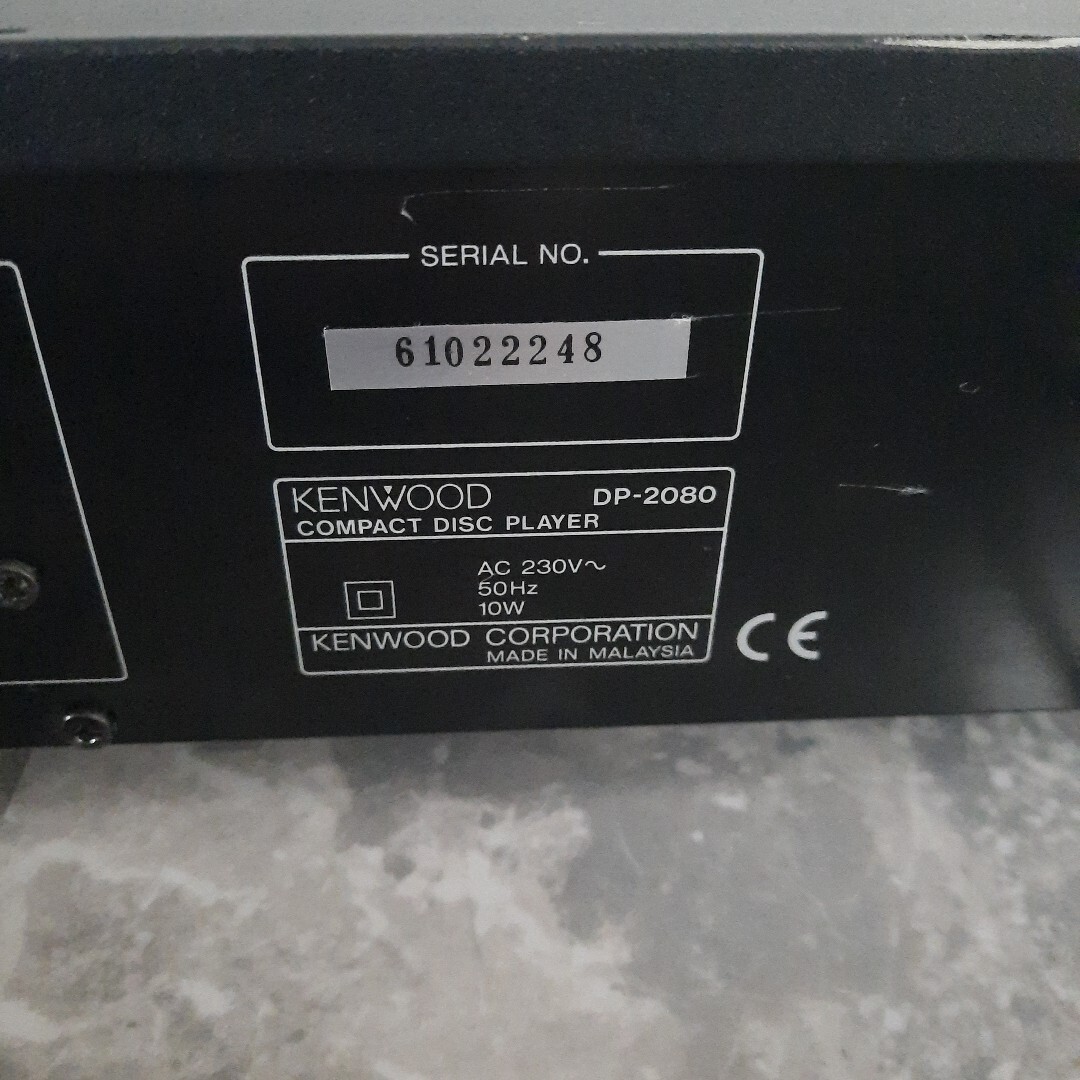 SERIAL NO.
61022248
KENWOOD DP-2080
COMPACT DISC PLAYER
AC 230V~
50Hz
10W
KENWOOD CORPORATION
MADE IN MALAYSIA
CE